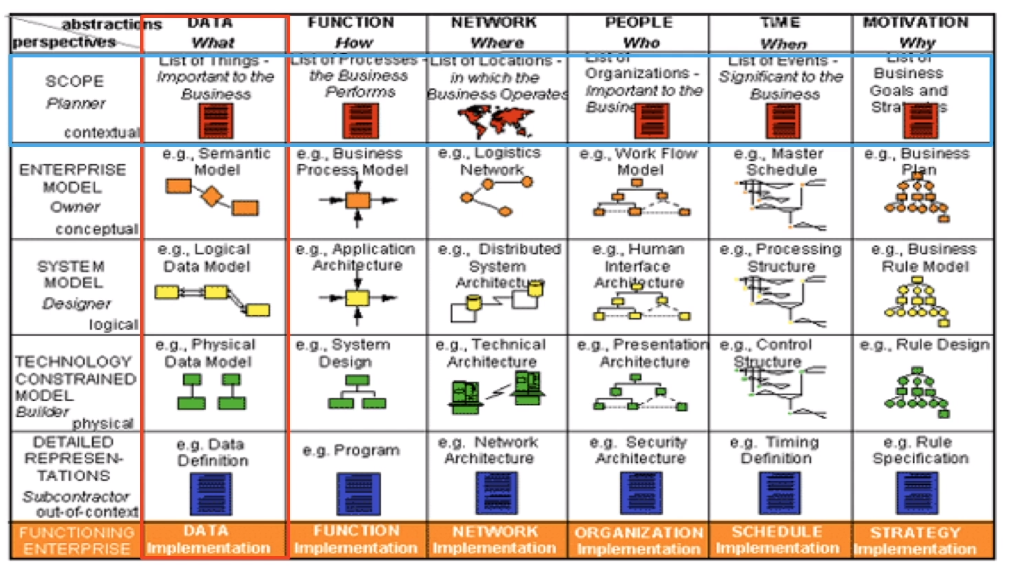 abstractions DATA FUNCTION NETWORK PEOPLE TIME MOTIVATION
perspectives What How Where Who When Why
SCOPE
Planner
contextual
List of Things -
Important to the
Business
List of Processes -
the Business
Performs
List of Locations -
in which the
Business Operates
List of
Organizations -
Important to the
List of Events -
Significant to the
Business
List of
Business
Goals and
ENTERPRISE
MODEL
Owner
conceptual
e.g., Semantic
Model
e.g., Business
Process Model
e.g., Logistics
Network
e.g., Work Flow
Model
e.g., Master
Schedule
e.g., Business
Plan
SYSTEM
MODEL
Designer
logical
e.g., Logical
Data Model
e.g., Application
Architecture
e.g., Distributed
System
Architecture
e.g., Human
Interface
Architecture
e.g., Processing
Structure
e.g., Business
Rule Model
TECHNOLOGY
CONSTRAINED
MODEL
Builder
physical
e.g., Physical
Data Model
e.g., System
Design
e.g., Technical
Architecture
e.g., Presentation
Architecture
e.g., Control
Structure
e.g., Rule Design
DETAILED
REPRESEN-
TATIONS
Subcontractor
out-of-context
e.g. Data
Definition
e.g. Program
e.g. Network
Architecture
e.g. Security
Architecture
e.g. Timing
Definition
e.g. Rule
Specification
FUNCTIONING
ENTERPRISE
DATA
Implementation
FUNCTION
Implementation
NETWORK
Implementation
ORGANIZATION
Implementation
SCHEDULE
Implementation
STRATEGY
Implementation